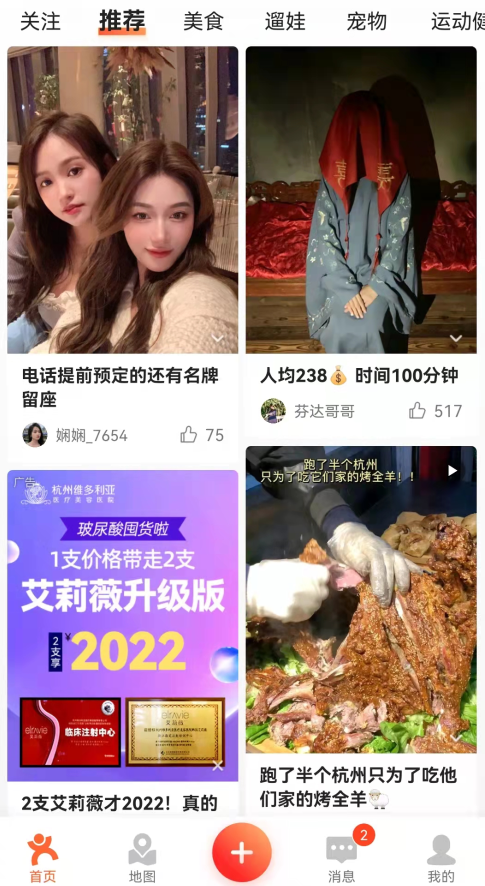 关注 推荐 美食 遛娃 宠物 运动健
电话提前预定的还有名牌
留座
娴娴_7654 75
人均238💰 时间100分钟
芬达哥哥 517
广告
杭州维多利亚
医疗美容医院
玻尿酸囤货啦
1支价格带走2支
艾莉薇升级版
2支享 ¥2022
elravie
临床注射中心
elravie
2支艾莉薇才2022！真的
跑了半个杭州
只为了吃它们家的烤全羊！！
跑了半个杭州只为了吃他
们家的烤全羊🐑
首页 地图 消息 2 我的